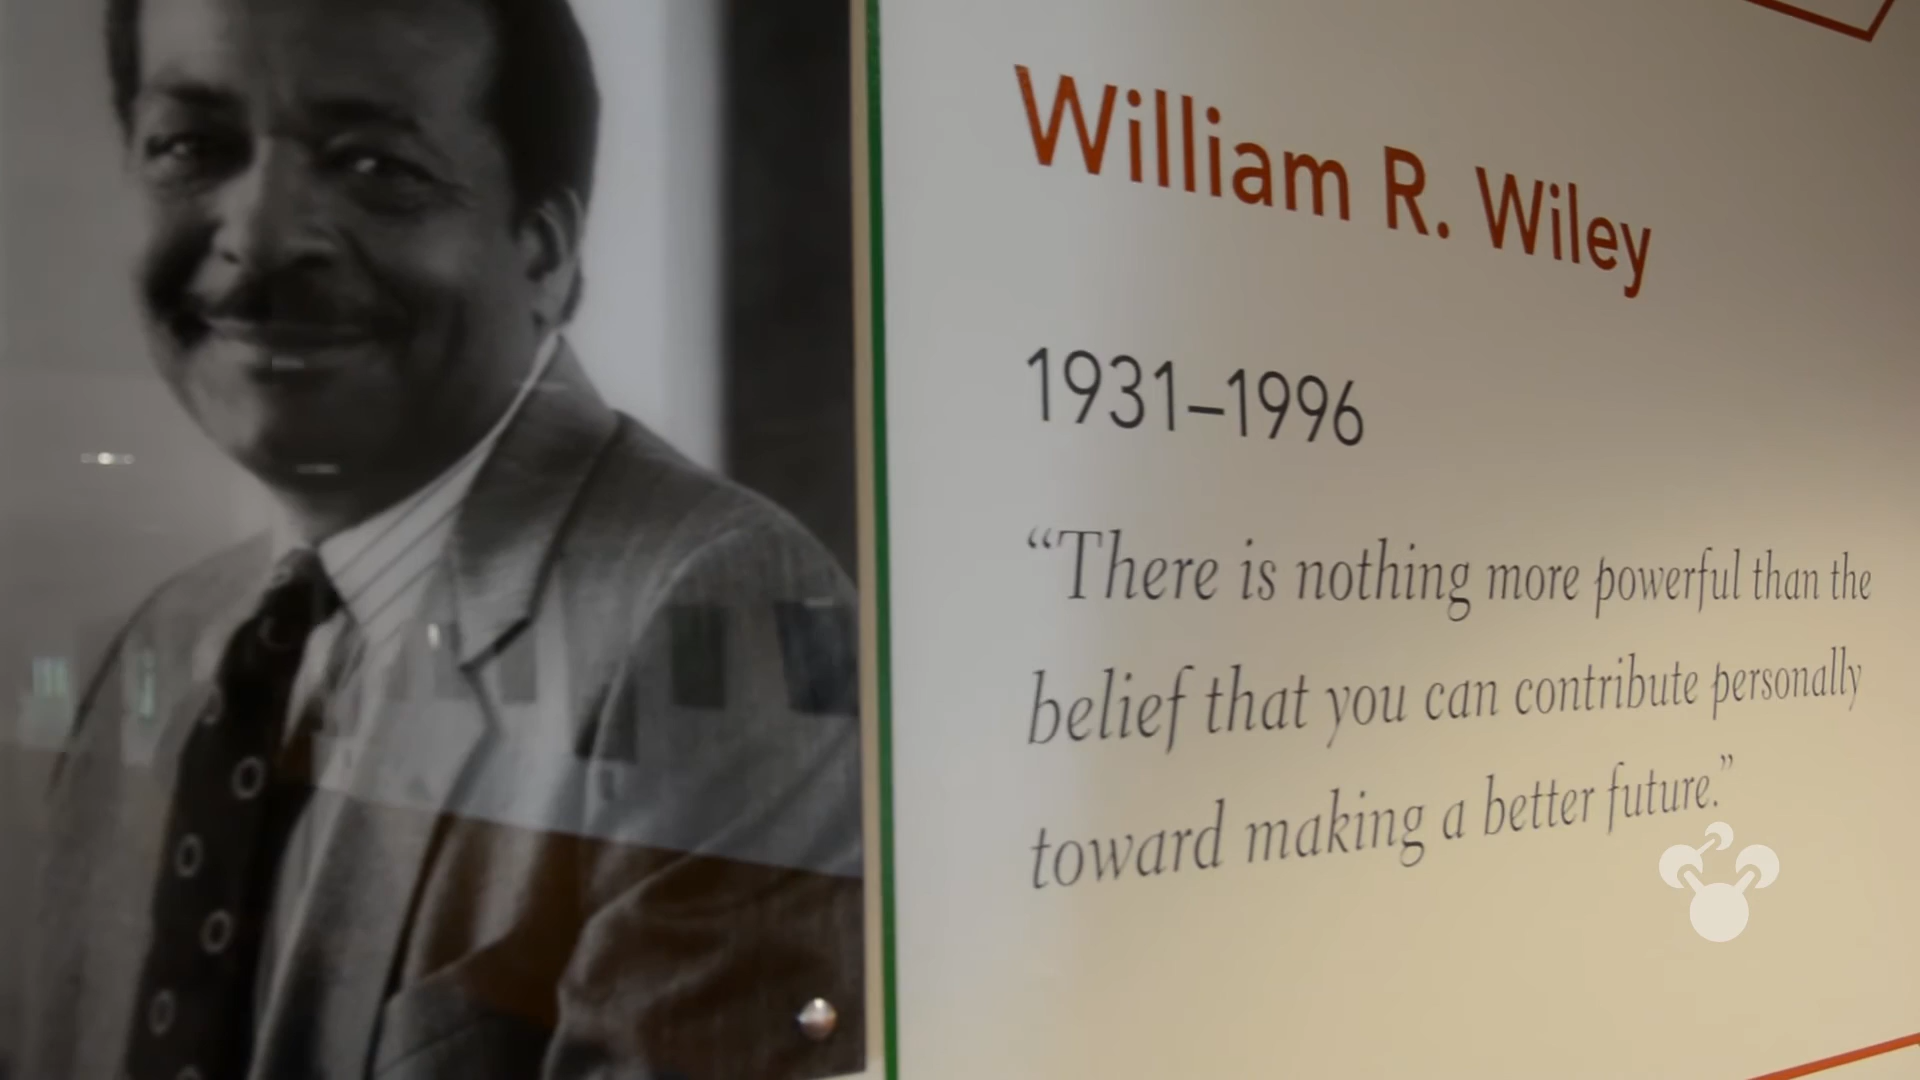 William R. Wiley
1931–1996
“There is nothing more powerful than the
belief that you can contribute personally
toward making a better future.”